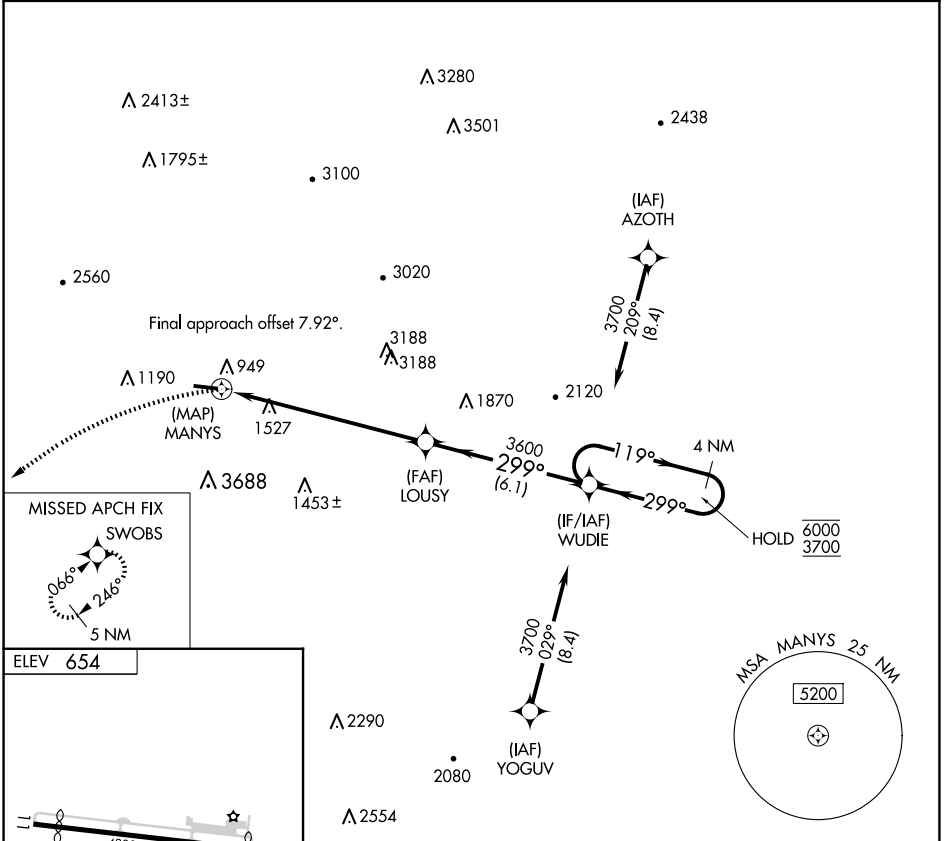 3280
2413±
3501
2438
1795±
3100
(IAF)
AZOTH
2560
3020
3700
209°
(8.4)
Final approach offset 7.92°.
3188
3188
949
1190
1870
2120
(MAP)
MANYS
1527
3600
299°
(6.1)
119°
4 NM
(FAF)
LOUSY
299°
3688
1453±
(IF/IAF)
WUDIE
HOLD 6000
3700
MISSED APCH FIX
SWOBS
066°
246°
5 NM
3700
029°
(8.4)
ELEV 654
MSA MANYS 25 NM
5200
2290
(IAF)
YOGUV
2080
2554
11